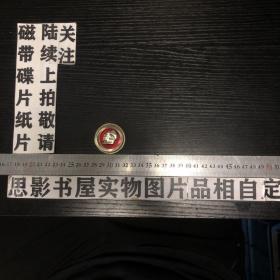 磁带碟片纸片
陆续上拍敬请
关注
思影书屋实物图片品相自定